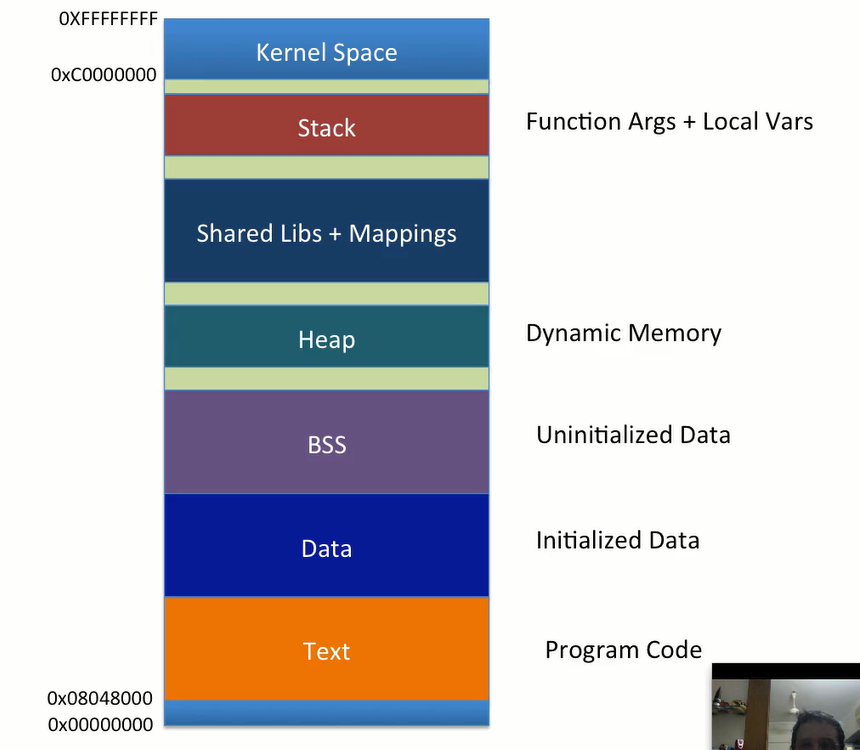 0XFFFFFFFF
Kernel Space
0xC0000000
Stack
Function Args + Local Vars
Shared Libs + Mappings
Heap
Dynamic Memory
BSS
Uninitialized Data
Data
Initialized Data
Text
Program Code
0x08048000
0x00000000